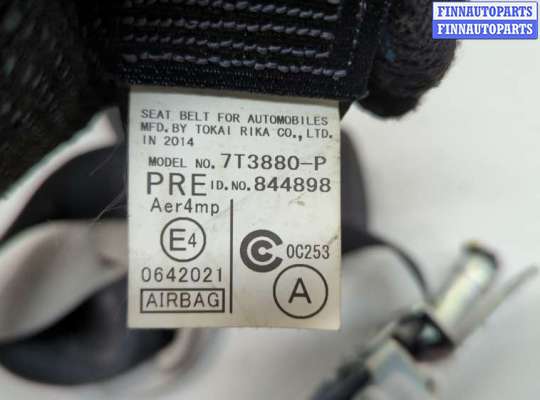 FINNAUTOPARTS
FINNAUTOPARTS
SEAT BELT FOR AUTOMOBILES
MFD.BY TOKAI RIKA CO.,LTD.
IN 2014
MODEL NO. 7T3880-P
PRE ID.NO.844898
Aer4mp
E4
CCC 0C253
0642021
A
AIRBAG